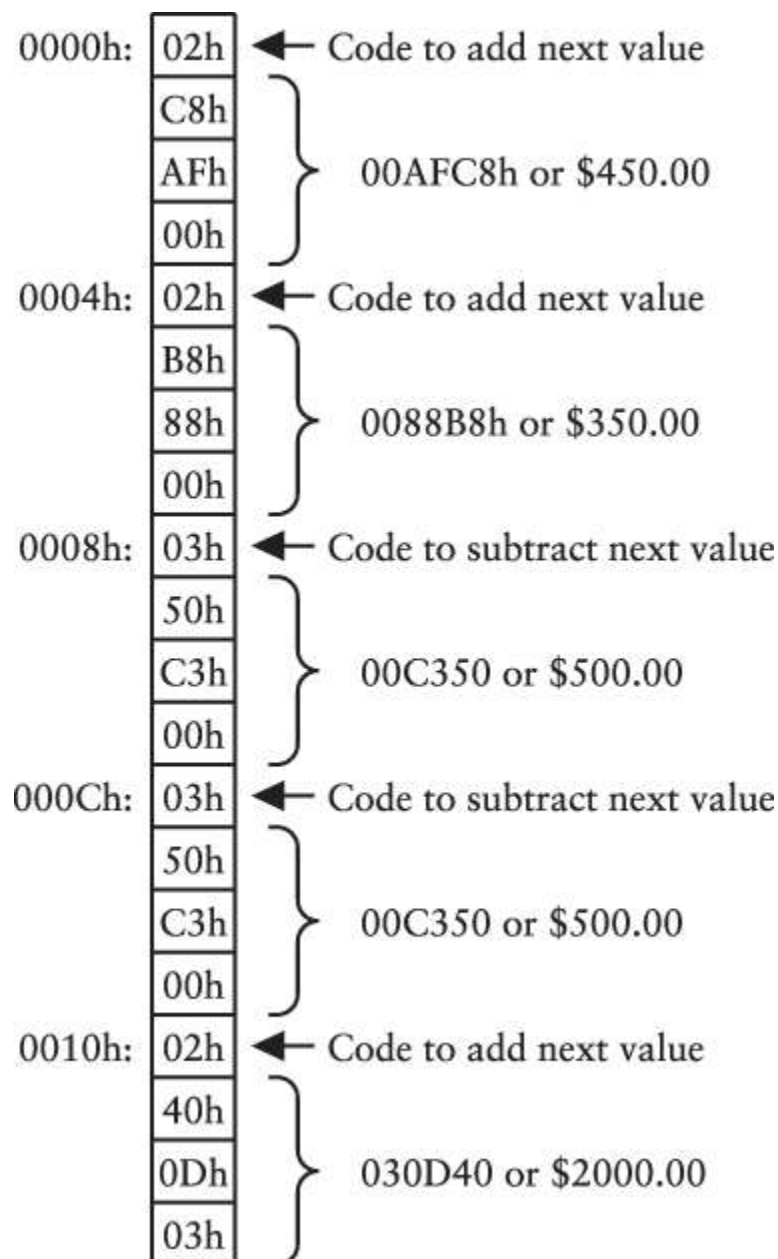 0000h: 02h Code to add next value
C8h
AFh 00AFC8h or $450.00
00h
0004h: 02h Code to add next value
B8h
88h 0088B8h or $350.00
00h
0008h: 03h Code to subtract next value
50h
C3h 00C350 or $500.00
00h
000Ch: 03h Code to subtract next value
50h
C3h 00C350 or $500.00
00h
0010h: 02h Code to add next value
40h
0Dh 030D40 or $2000.00
03h